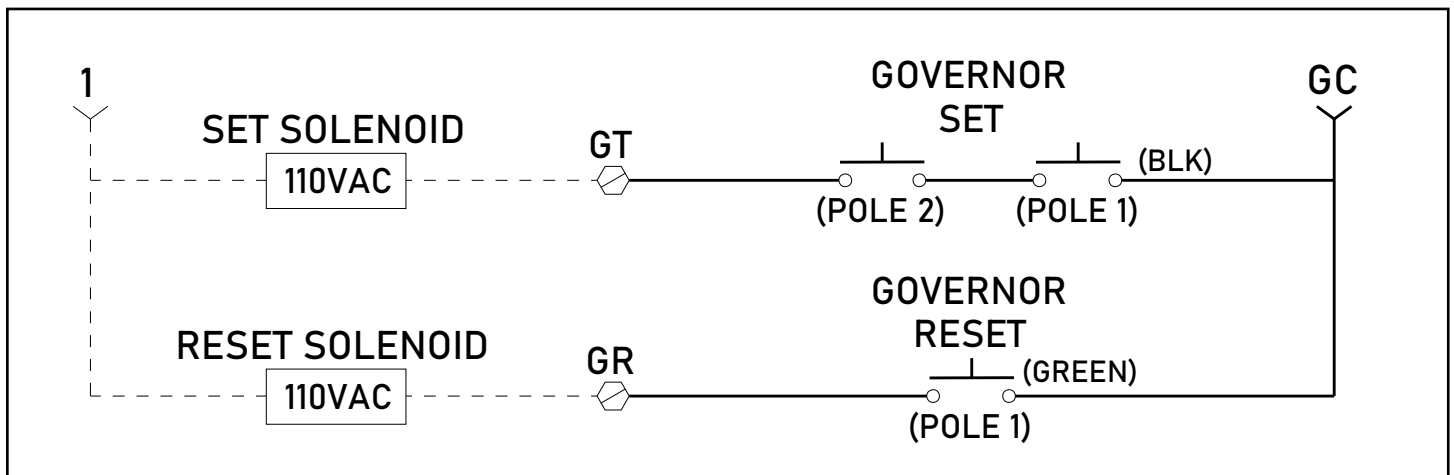 1
GOVERNOR
SET
GC
SET SOLENOID
110VAC
GT
(BLK)
(POLE 2)
(POLE 1)
GOVERNOR
RESET
RESET SOLENOID
110VAC
GR
(GREEN)
(POLE 1)